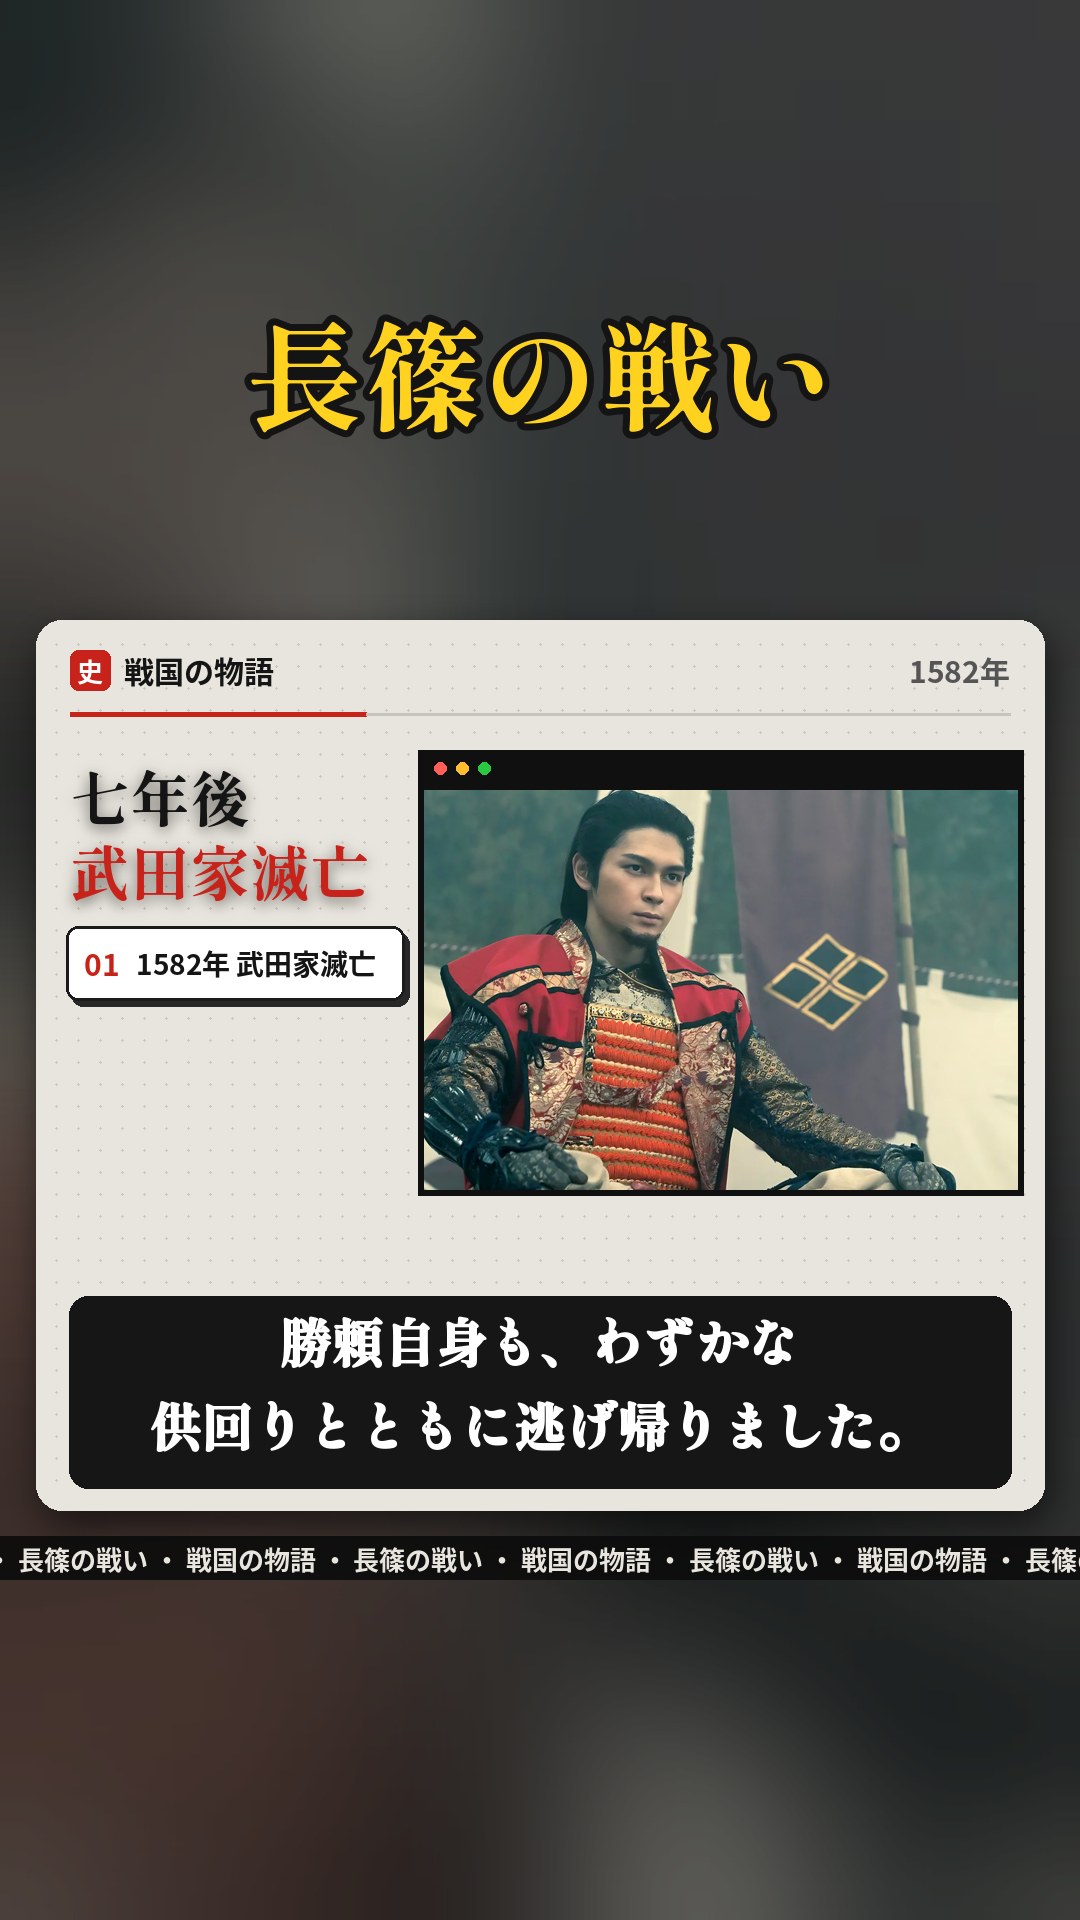 長篠の戦い
史 戦国の物語
1582年
七年後
武田家滅亡
01 1582年 武田家滅亡
勝頼自身も、わずかな
供回りとともに逃げ帰りました。
・ 長篠の戦い ・ 戦国の物語 ・ 長篠の戦い ・ 戦国の物語 ・ 長篠の戦い ・ 戦国の物語 ・ 長篠